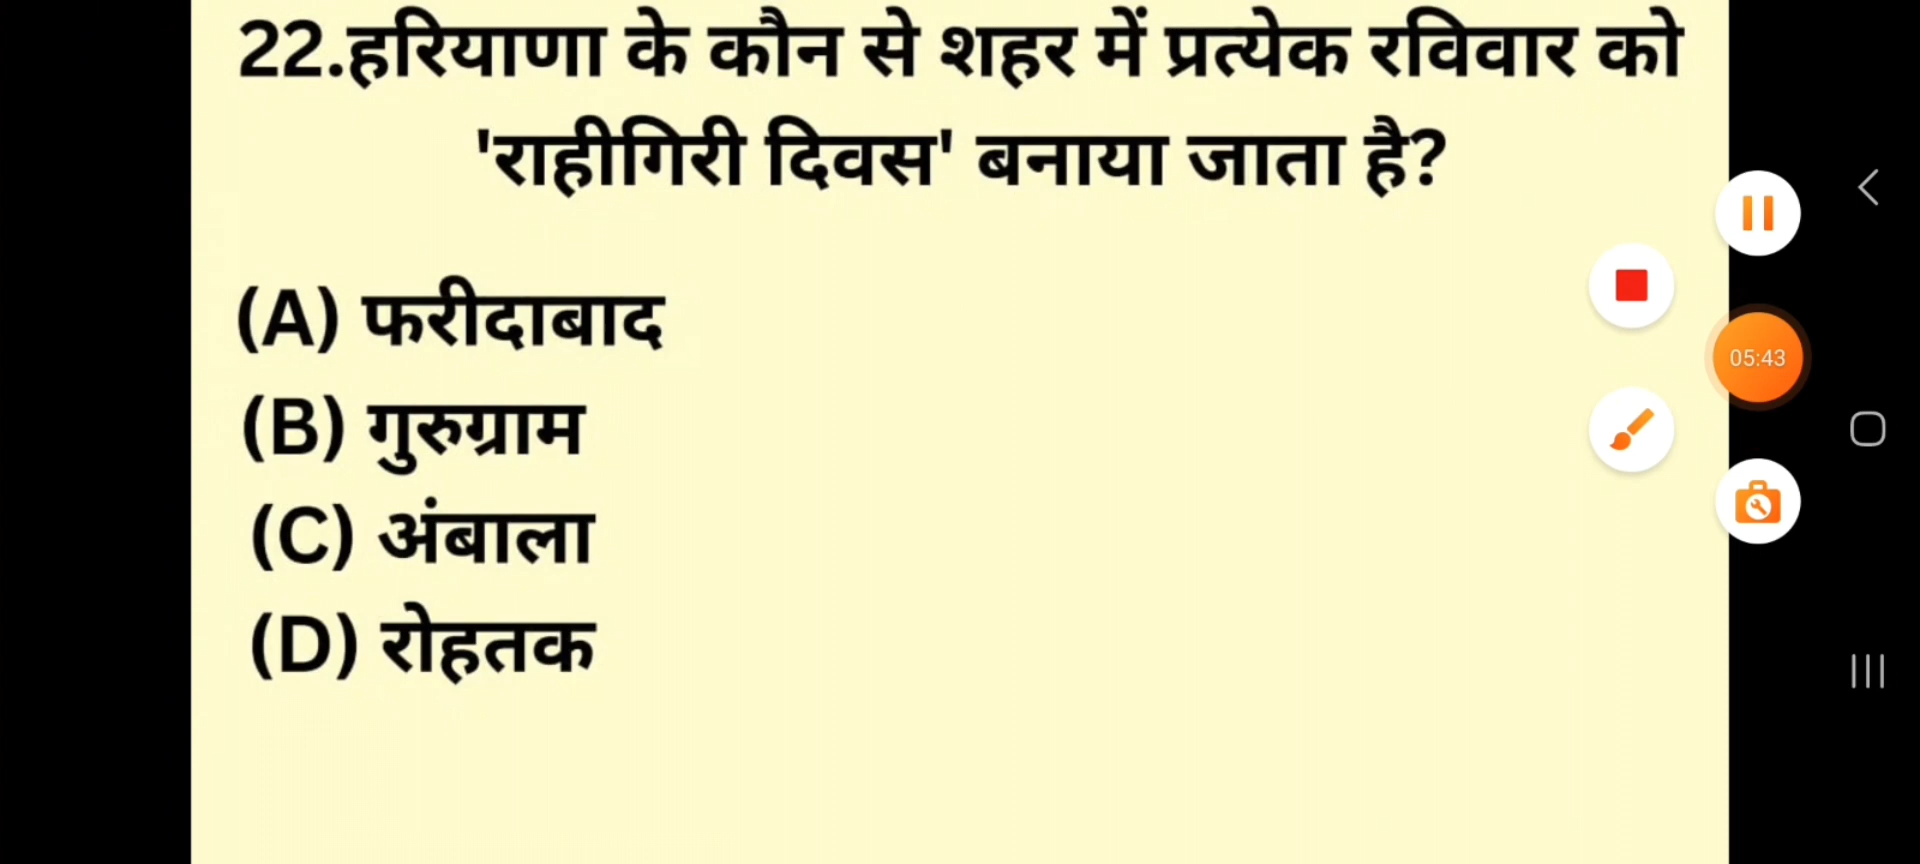 22.हरियाणा के कौन से शहर में प्रत्येक रविवार को
'राहीगिरी दिवस' बनाया जाता है?
(A) फरीदाबाद
(B) गुरुग्राम
(C) अंबाला
(D) रोहतक
05:43